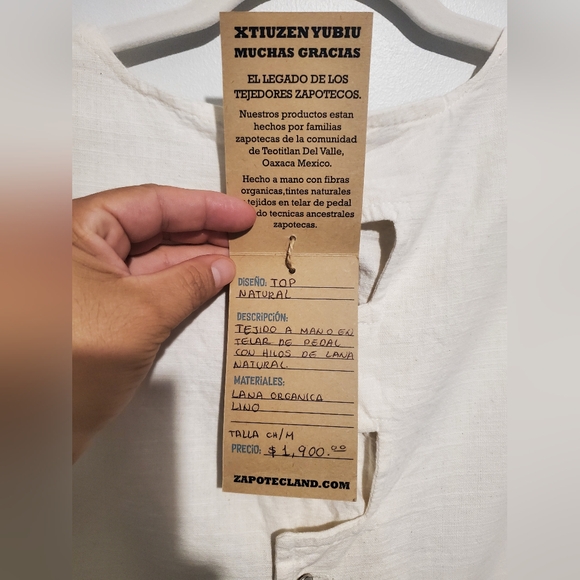 XTIUZEN YUBIU
MUCHAS GRACIAS
EL LEGADO DE LOS
TEJEDORES ZAPOTECOS.
Nuestros productos estan
hechos por familias
zapotecas de la comunidad
de Teotitlan Del Valle,
Oaxaca Mexico.
Hecho a mano con fibras
organicas,tintes naturales
tejidos en telar de pedal
do tecnicas ancestrales
zapotecas.
DISEÑO: TOP
NATURAL
DESCRIPCIÓN:
TEJIDO A MANO EN
TELAR DE PEDAL
CON HILOS DE LANA
NATURAL.
MATERIALES:
LANA ORGANICA
LINO
TALLA CH/M
PRECIO: $1,900.00
ZAPOTECLAND.COM